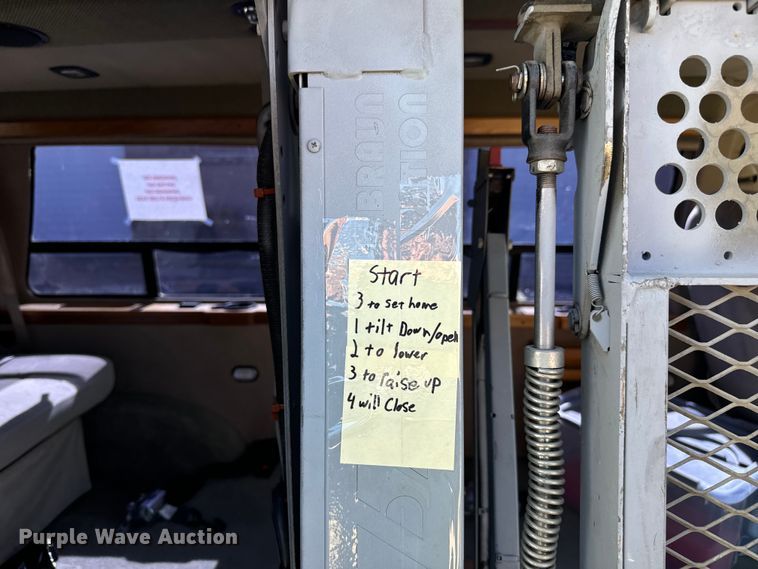 BRAUN
TION
Start
3 to set home
1 tilt Down/open
2 to lower
3 to raise up
4 will Close
Purple Wave Auction